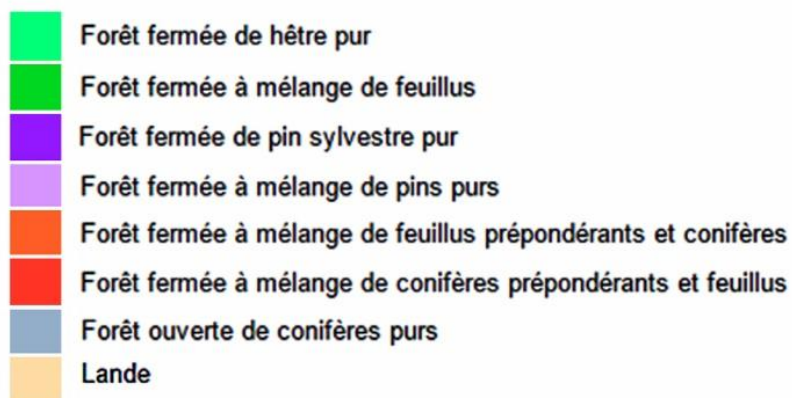 Forêt fermée de hêtre pur
Forêt fermée à mélange de feuillus
Forêt fermée de pin sylvestre pur
Forêt fermée à mélange de pins purs
Forêt fermée à mélange de feuillus prépondérants et conifères
Forêt fermée à mélange de conifères prépondérants et feuillus
Forêt ouverte de conifères purs
Lande